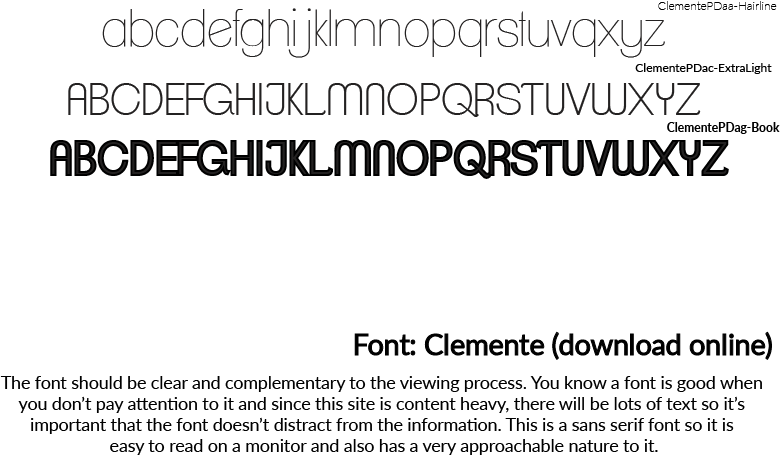 ClementePDaa-Hairline
abcdefghijklmnopqrstuvqxyz
ClementePDac-ExtraLight
ABCDEFGHIJKLMNOPQRSTUVWXYZ
ClementePDag-Book
ABCDEFGHIJKLMNOPQRSTUVWXYZ
Font: Clemente (download online)
The font should be clear and complementary to the viewing process. You know a font is good when
you don't pay attention to it and since this site is content heavy, there will be lots of text so it's
important that the font doesn't distract from the information. This is a sans serif font so it is
easy to read on a monitor and also has a very approachable nature to it.